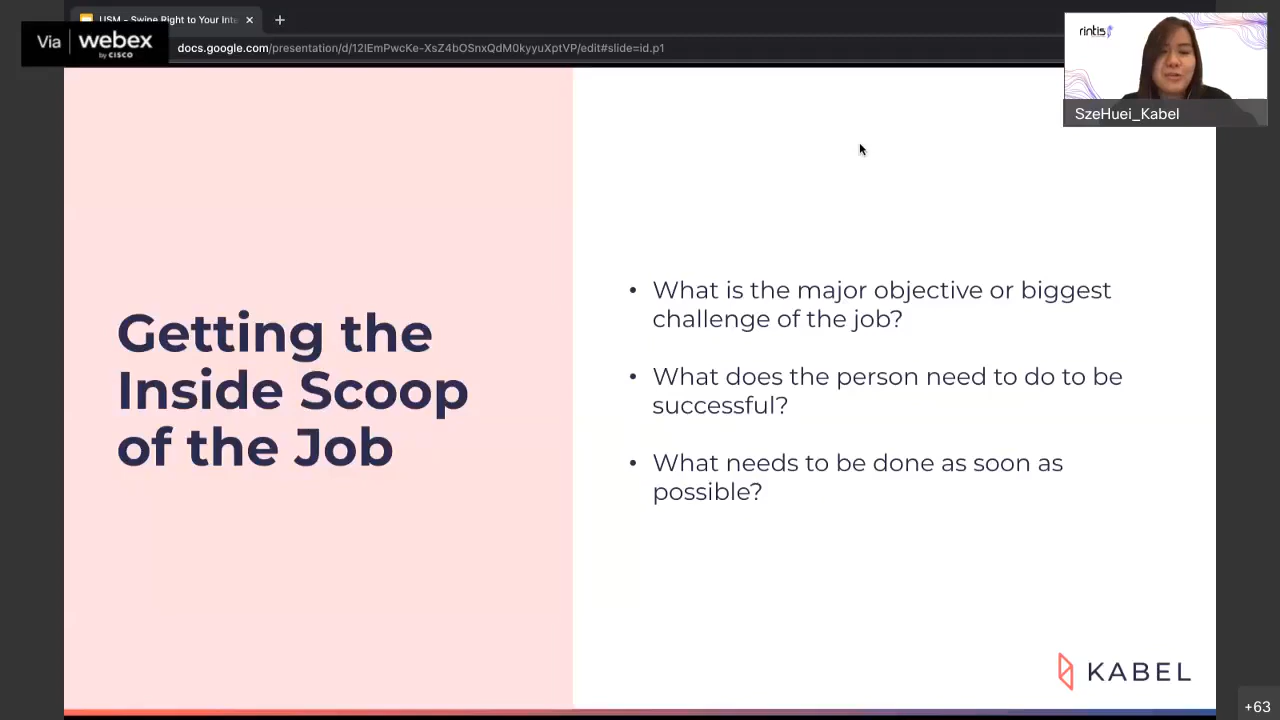 USM - Swipe Right to Your Inte
Via webex
by CISCO
docs.google.com/presentation/d/12lEmPwcKe-XsZ4bOSnxQdM0kyyuXptVP/edit#slide=id.p1
rintis
SzeHuei_Kabel
Getting the
Inside Scoop
of the Job
• What is the major objective or biggest
challenge of the job?
• What does the person need to do to be
successful?
• What needs to be done as soon as
possible?
KABEL
+63